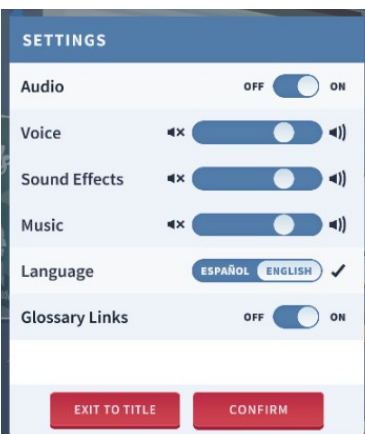 SETTINGS
Audio OFF ON
Voice
Sound Effects
Music
Language ESPAÑOL ENGLISH
Glossary Links OFF ON
EXIT TO TITLE CONFIRM